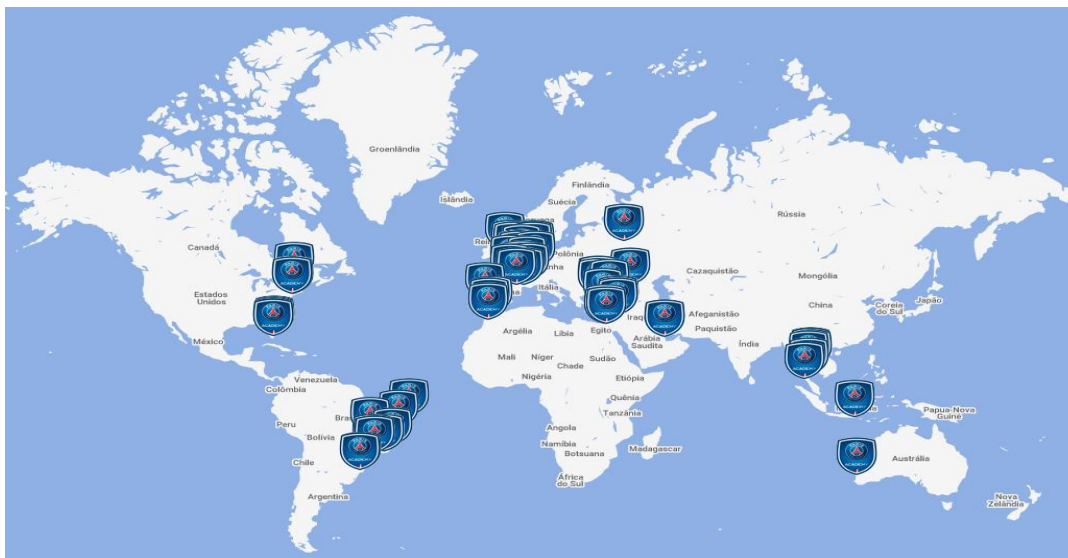 Groenlândia
Islândia
Finlândia
Suécia
Rússia
Canadá
Polônia
Cazaquistão
Mongólia
Estados
Unidos
Itália
China
Coreia
do Sul
Japão
México
Argélia
Líbia
Egito
Afeganistão
Paquistão
Arábia
Saudita
Índia
Mali
Níger
Chade
Sudão
Nigéria
Etiópia
Venezuela
Colômbia
Quênia
Tanzânia
Papua-Nova
Guiné
Peru
Bolívia
Angola
Namíbia
Botsuana
Madagascar
Chile
África
do Sul
Austrália
Argentina
Nova
Zelândia
PARIS
ACADEMY